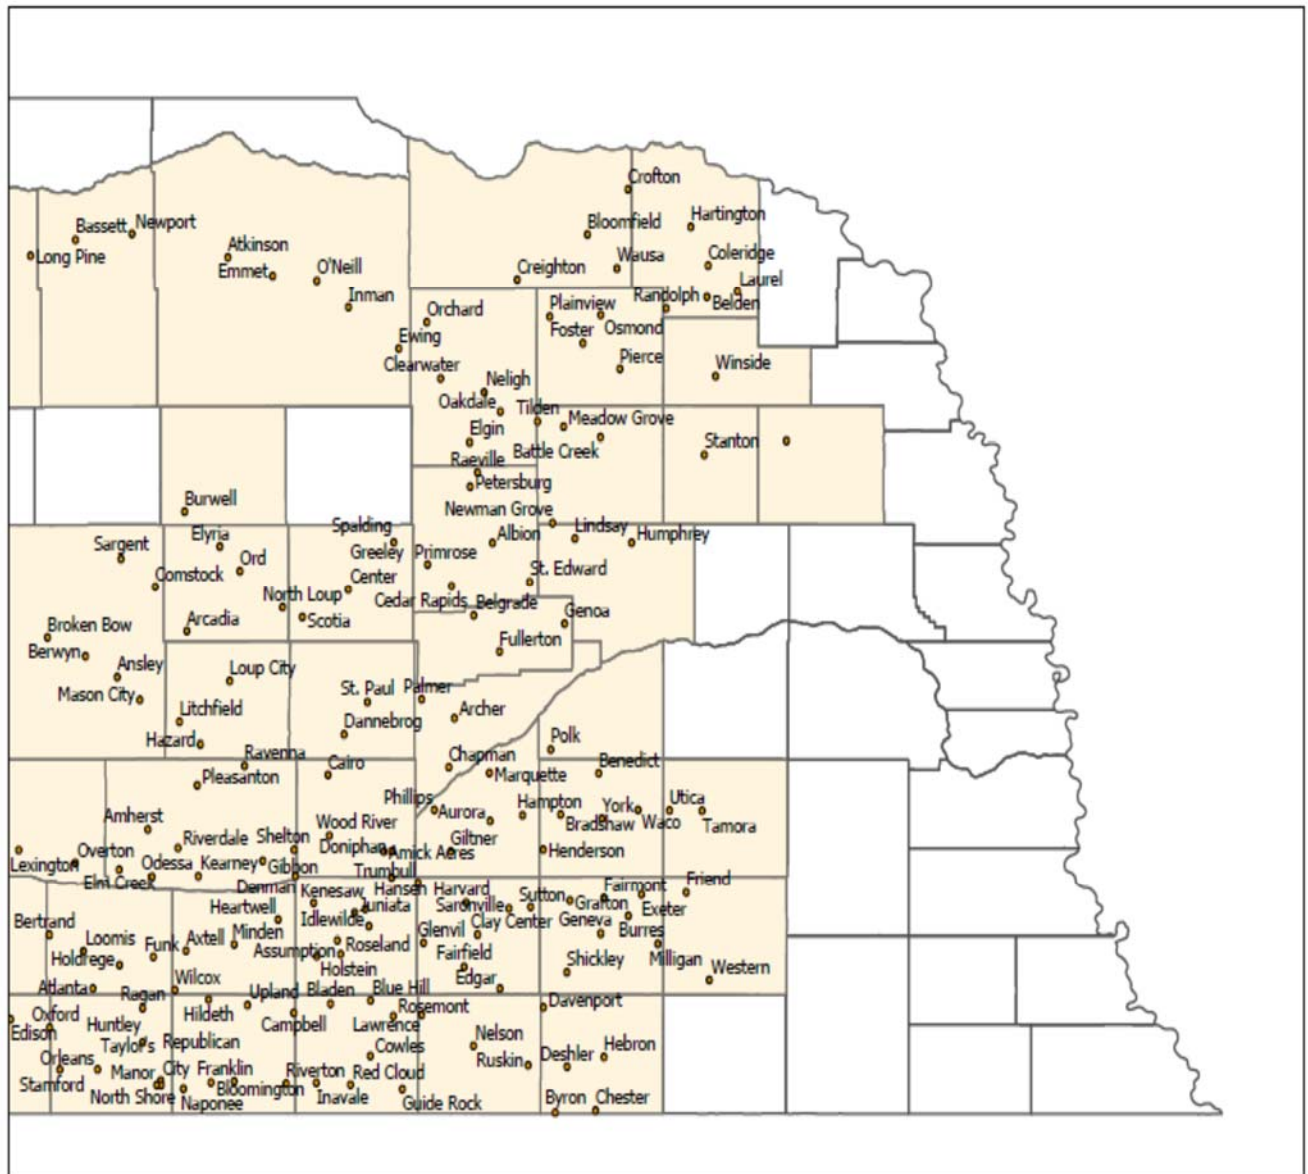 Crofton
Bassett
Newport
Bloomfield
Hartington
Long Pine
Atkinson
Emmet
O'Neill
Creighton
Wausa
Coleridge
Laurel
Inman
Orchard
Plainview
Randolph
Belden
Ewing
Foster
Osmond
Clearwater
Pierce
Winside
Neligh
Oakdale
Tilden
Meadow Grove
Elgin
Battle Creek
Stanton
Raeville
Petersburg
Burwell
Newman Grove
Spalding
Lindsay
Sargent
Elyria
Albion
Humphrey
Ord
Greeley
Center
Primrose
Comstock
St. Edward
North Loup
Cedar Rapids
Belgrade
Broken Bow
Arcadia
Scotia
Genoa
Berwyn
Fullerton
Ansley
Loup City
Mason City
St. Paul
Palmer
Litchfield
Dannebrog
Archer
Hazard
Polk
Ravenna
Cairo
Chapman
Benedict
Pleasanton
Marquette
Phillips
Hampton
York
Utica
Amherst
Wood River
Aurora
Bradshaw
Waco
Tamora
Riverdale
Shelton
Doniphan
Giltner
Lexington
Overton
Odessa
Kearney
Gibbon
Amick Acres
Henderson
Elm Creek
Trumbull
Denman
Kenesaw
Hansen
Harvard
Fairmont
Friend
Heartwell
Juniata
Saronville
Sutton
Grafton
Exeter
Bertrand
Idlewilde
Glenvil
Clay Center
Geneva
Burres
Loomis
Funk
Axtell
Minden
Assumption
Roseland
Fairfield
Holdrege
Holstein
Shickley
Milligan
Western
Atlanta
Wilcox
Edgar
Ragan
Upland
Bladen
Blue Hill
Davenport
Oxford
Hildeth
Rosemont
Edison
Huntley
Campbell
Lawrence
Taylor's
Republican
Nelson
Orleans
Cowles
Ruskin
Deshler
Hebron
Stamford
Manor
City
Franklin
Riverton
Red Cloud
North Shore
Naponee
Bloomington
Inavale
Guide Rock
Byron
Chester